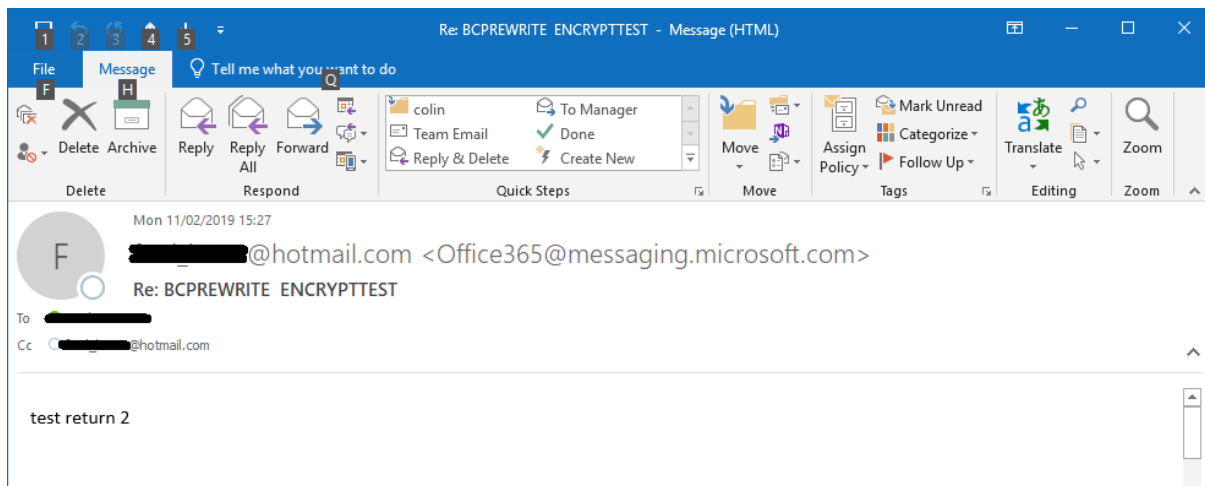 Re: BCPREWRITE ENCRYPTTEST - Message (HTML)
1 2 3 4 5
File Message Tell me what you want to do
F H Q
Delete Archive Reply Reply All Forward
colin To Manager
Team Email Done
Reply & Delete Create New
Move Assign Policy
Mark Unread
Categorize
Follow Up
Translate Zoom
Delete Respond Quick Steps Move Tags Editing Zoom
Mon 11/02/2019 15:27
F
@hotmail.com <Office365@messaging.microsoft.com>
Re: BCPREWRITE ENCRYPTTEST
To
Cc @hotmail.com
test return 2